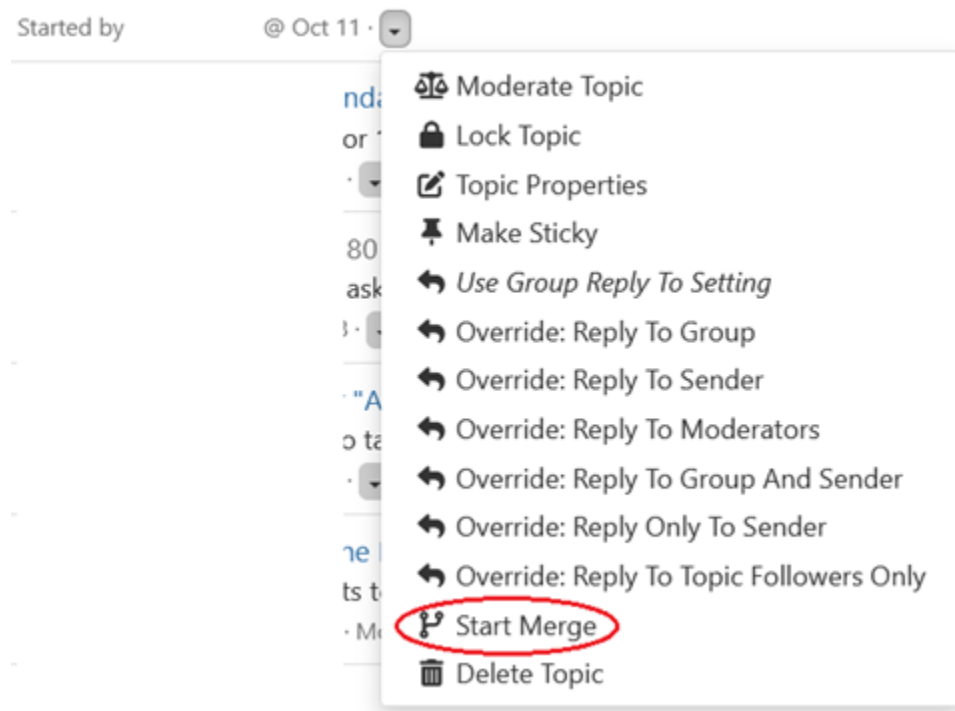 Started by @ Oct 11 ·
Moderate Topic
or
Lock Topic
Topic Properties
80
Make Sticky
Use Group Reply To Setting
Override: Reply To Group
Override: Reply To Sender
Override: Reply To Moderators
Override: Reply To Group And Sender
Override: Reply Only To Sender
Override: Reply To Topic Followers Only
Start Merge
Delete Topic